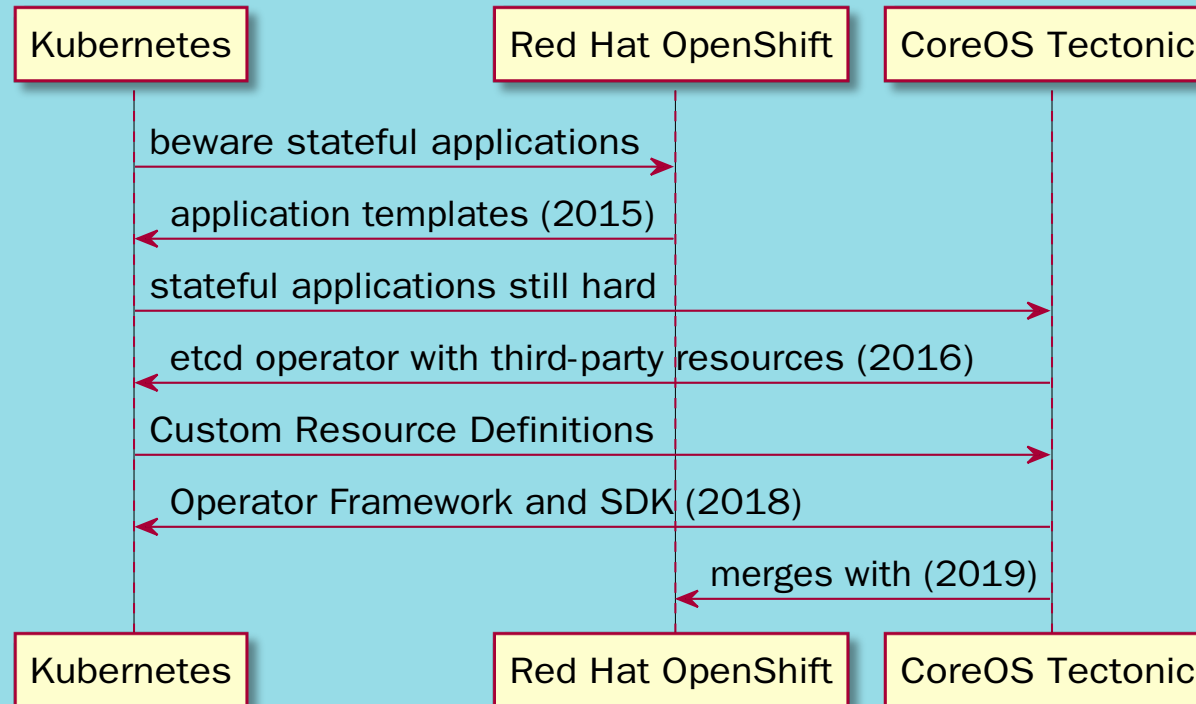 Kubernetes
Red Hat OpenShift
CoreOS Tectonic
beware stateful applications
application templates (2015)
stateful applications still hard
etcd operator with third-party resources (2016)
Custom Resource Definitions
Operator Framework and SDK (2018)
merges with (2019)
Kubernetes
Red Hat OpenShift
CoreOS Tectonic